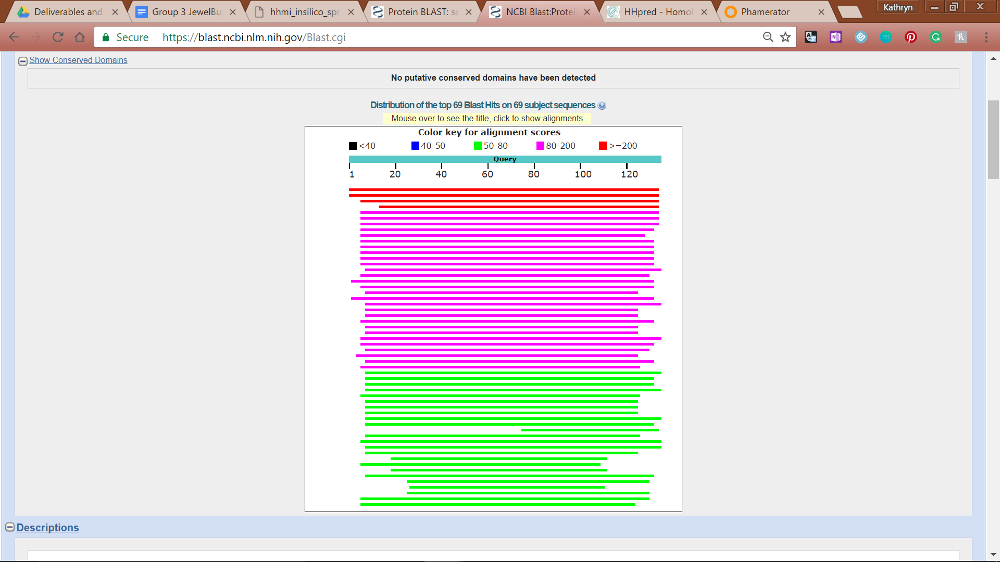 Deliverables and
Group 3 JewelBu
hhmi_insilico_spr
Protein BLAST: se
NCBI Blast:Protei
HHpred - Homol
Phamerator
Kathryn
Secure
https://blast.ncbi.nlm.nih.gov/Blast.cgi
Show Conserved Domains
No putative conserved domains have been detected
Distribution of the top 69 Blast Hits on 69 subject sequences
Mouse over to see the title, click to show alignments
Color key for alignment scores
<40 40-50 50-80 80-200 >=200
Query
1 20 40 60 80 100 120
Descriptions